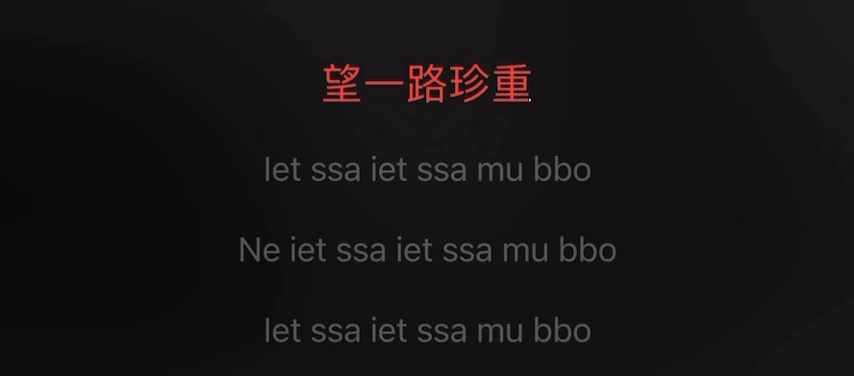 望一路珍重
Iet ssa iet ssa mu bbo
Ne iet ssa iet ssa mu bbo
Iet ssa iet ssa mu bbo